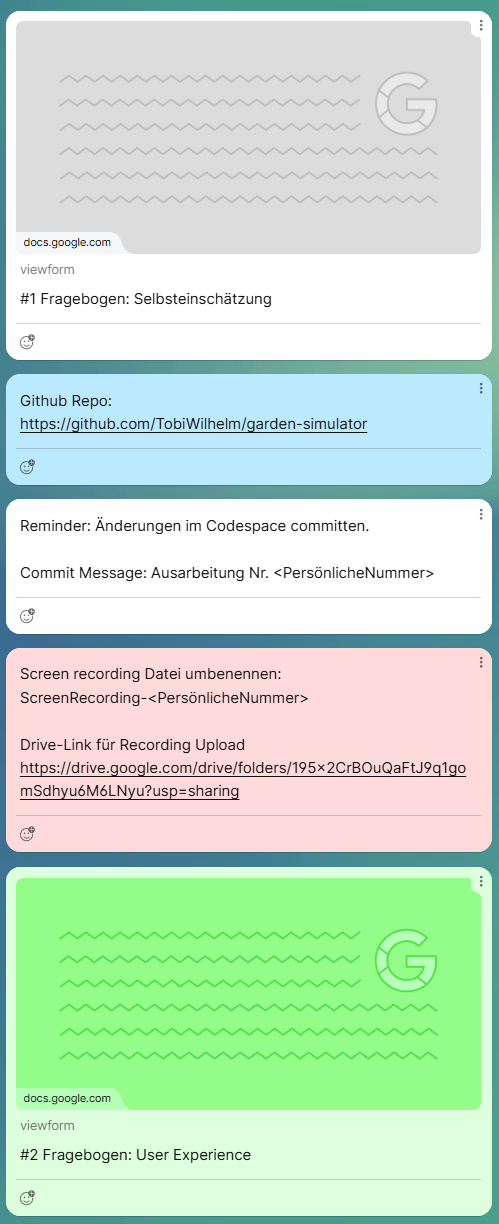 docs.google.com
viewform
#1 Fragebogen: Selbsteinschätzung
Github Repo:
https://github.com/TobiWilhelm/garden-simulator
Reminder: Änderungen im Codespace committen.
Commit Message: Ausarbeitung Nr. <PersönlicheNummer>
Screen recording Datei umbenennen:
ScreenRecording-<PersönlicheNummer>
Drive-Link für Recording Upload
https://drive.google.com/drive/folders/195×2CrBOuQaFtJ9q1go
mSdhyu6M6LNyu?usp=sharing
docs.google.com
viewform
#2 Fragebogen: User Experience